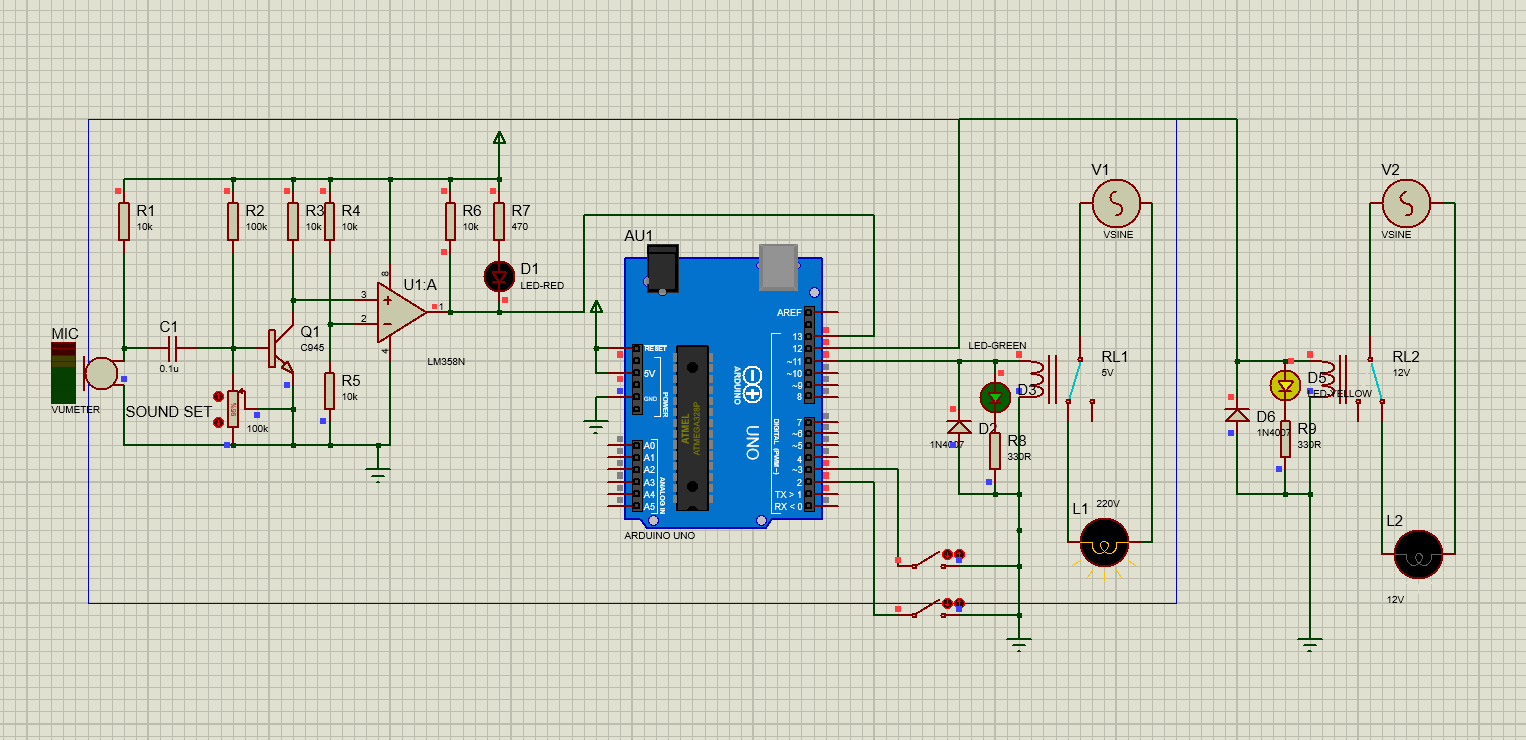 MIC
VUMETER
R1
10k
C1
0.1u
R2
100k
SOUND SET
100k
R3
10k
R4
10k
Q1
C945
R5
10k
U1:A
3
2
8
4
1
LM358N
R6
10k
R7
470
D1
LED-RED
AU1
RESET
5V
GND
POWER
A0
A1
A2
A3
A4
A5
ANALOG IN
ATMEL
ATMEGA328P
ARDUINO
UNO
DIGITAL (PWM~)
AREF
13
12
~11
~10
~9
8
7
~6
~5
4
~3
2
TX > 1
RX < 0
ARDUINO UNO
LED-GREEN
D3
D2
1N4007
R8
330R
V1
VSINE
RL1
5V
L1
220V
V2
VSINE
RL2
12V
D5
LED-YELLOW
D6
1N4007
R9
330R
L2
12V